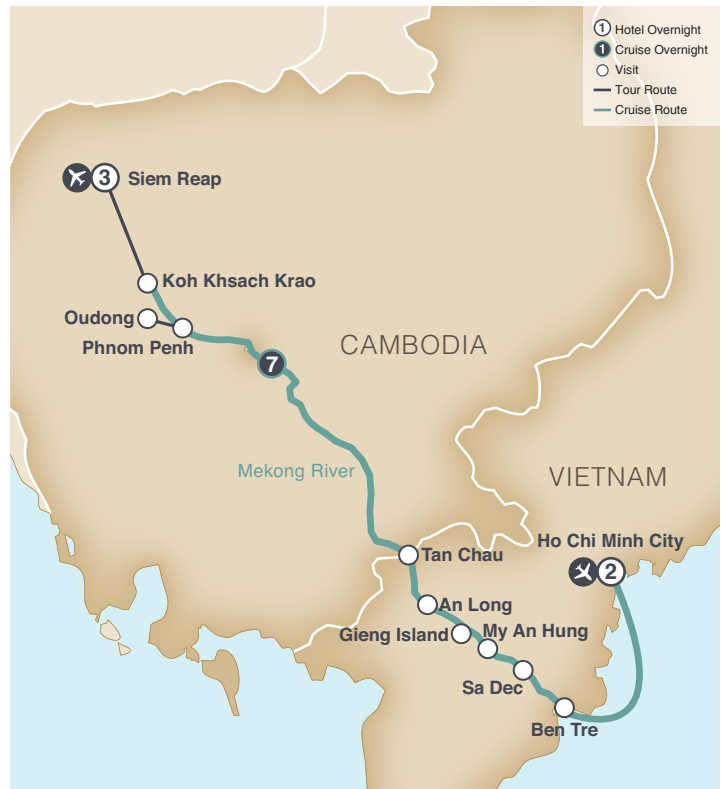 1 Hotel Overnight
1 Cruise Overnight
Visit
Tour Route
Cruise Route
3 Siem Reap
Koh Khsach Krao
Oudong
Phnom Penh
CAMBODIA
7
Mekong River
VIETNAM
Ho Chi Minh City
2
Tan Chau
An Long
Gieng Island
My An Hung
Sa Dec
Ben Tre